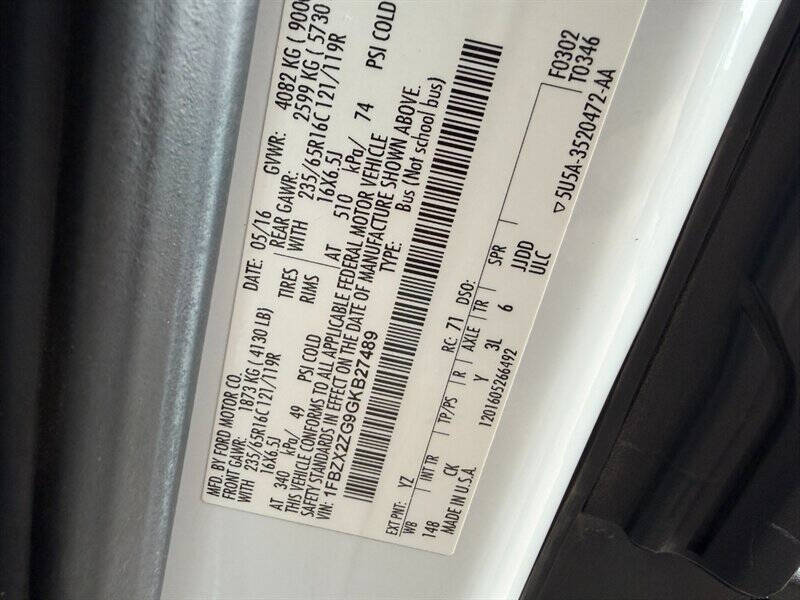 MFD. BY FORD MOTOR CO.
DATE: 05/16 GVWR: 4082 KG ( 900
FRONT GAWR: 1873 KG ( 4130 LB) REAR GAWR: 2599 KG ( 5730
WITH 235/65R16C 121/119R TIRES WITH 235/65R16C 121/119R
16X6.5J RIMS 16X6.5J
AT 340 kPa/ 49 PSI COLD AT 510 kPa/ 74 PSI COLD
THIS VEHICLE CONFORMS TO ALL APPLICABLE FEDERAL MOTOR VEHICLE
SAFETY STANDARDS IN EFFECT ON THE DATE OF MANUFACTURE SHOWN ABOVE.
VIN: 1FBZX2ZG9GKB27489 TYPE: Bus (Not school bus)
F0302
T0346
EXT PNT: YZ RC: 71 DSO:
WB INT TR TP/PS R AXLE TR SPR
148 CK Y 3L 6 JJDD
ULC
MADE IN U.S.A. 1201605266492
▽5U5A-3520472-AA